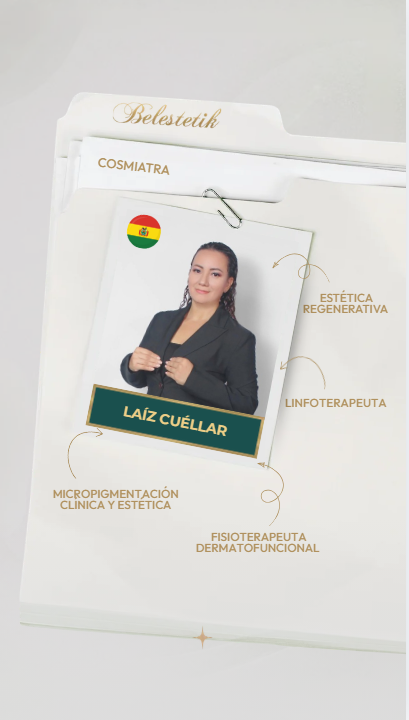 Belestetik
COSMIATRA
ESTÉTICA
REGENERATIVA
LINFOTERAPEUTA
LAÍZ CUÉLLAR
MICROPIGMENTACIÓN
CLÍNICA Y ESTÉTICA
FISIOTERAPEUTA
DERMATOFUNCIONAL